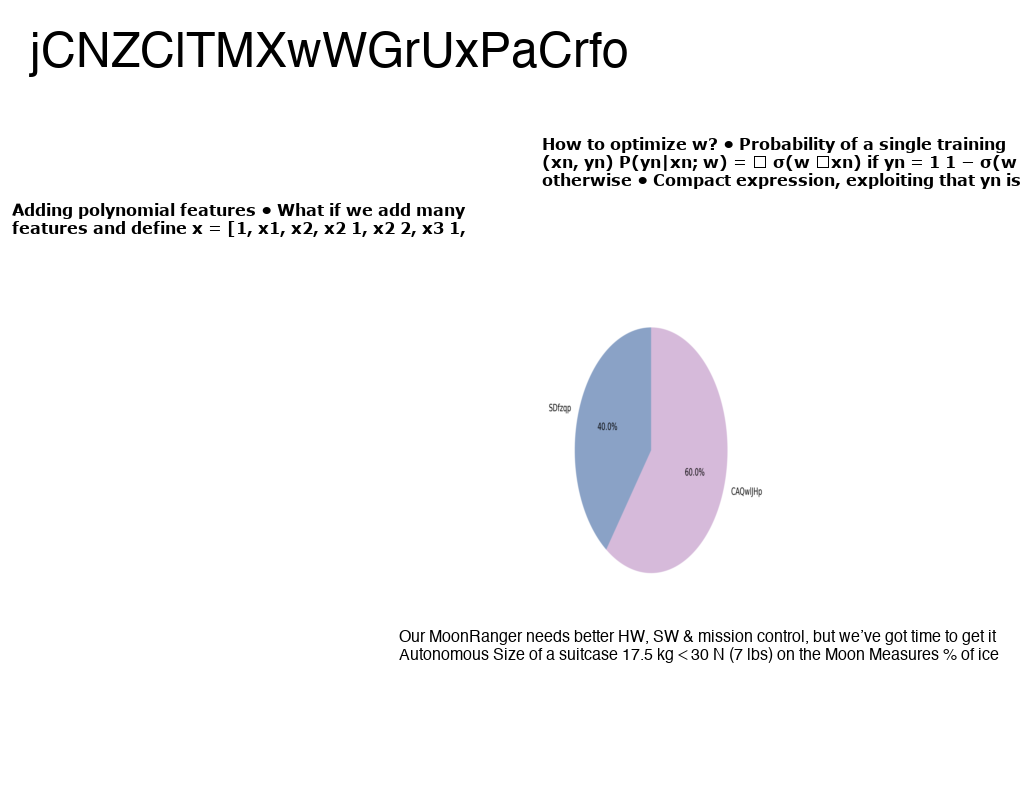 jCNZClTMXwWGrUxPaCrfo
How to optimize w? ● Probability of a single training
(xn, yn) P(yn|xn; w) = □ σ(w □xn) if yn = 1 1 − σ(w
otherwise ● Compact expression, exploiting that yn is
Adding polynomial features ● What if we add many
features and define x = [1, x1, x2, x2 1, x2 2, x3 1,
SDfzqp
40.0%
60.0%
CAQwlJHp
Our MoonRanger needs better HW, SW & mission control, but we’ve got time to get it
Autonomous Size of a suitcase 17.5 kg < 30 N (7 lbs) on the Moon Measures % of ice